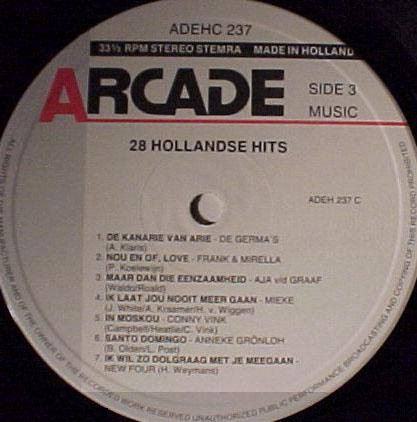 ADEHC 237
33⅓ RPM STEREO STEMRA MADE IN HOLLAND
ARCADE
SIDE 3
MUSIC
28 HOLLANDSE HITS
ADEH 237 C
1. DE KANARIE VAN ARIE - DE GERMA'S
(A. Klaris)
2. NOU EN OF, LOVE - FRANK & MIRELLA
(P. Koelewijn)
3. MAAR DAN DIE EENZAAMHEID - AJA v/d GRAAF
(Waldo/Roald)
4. IK LAAT JOU NOOIT MEER GAAN - MIEKE
(J. White/A. Kraamer/H. v. Wiggen)
5. IN MOSKOU - CONNY VINK
(Campbell/Heatlie/C. Vink)
6. SANTO DOMINGO - ANNEKE GRÖNLOH
(B. Olden/L. Post)
7. IK WIL ZO DOLGRAAG MET JE MEEGAAN -
NEW FOUR (H. Weymans)
ALL RIGHTS OF THE MANUFACTURER AND OF THE OWNER OF THE RECORDED WORK RESERVED UNAUTHORIZED PUBLIC PERFORMANCE BROADCASTING AND COPYING OF THIS RECORD PROHIBITED